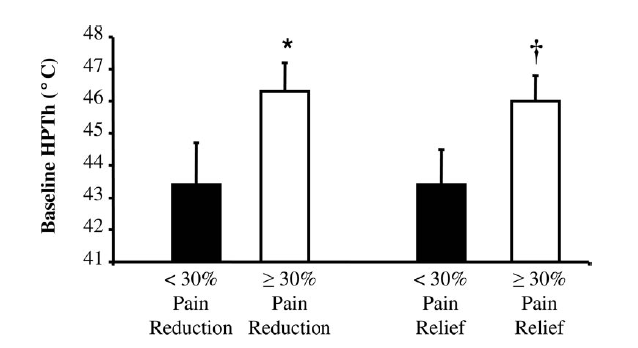 Baseline HPTh (°C)
48
47
46
45
44
43
42
41
*
†
< 30%
Pain
Reduction
≥ 30%
Pain
Reduction
< 30%
Pain
Relief
≥ 30%
Pain
Relief